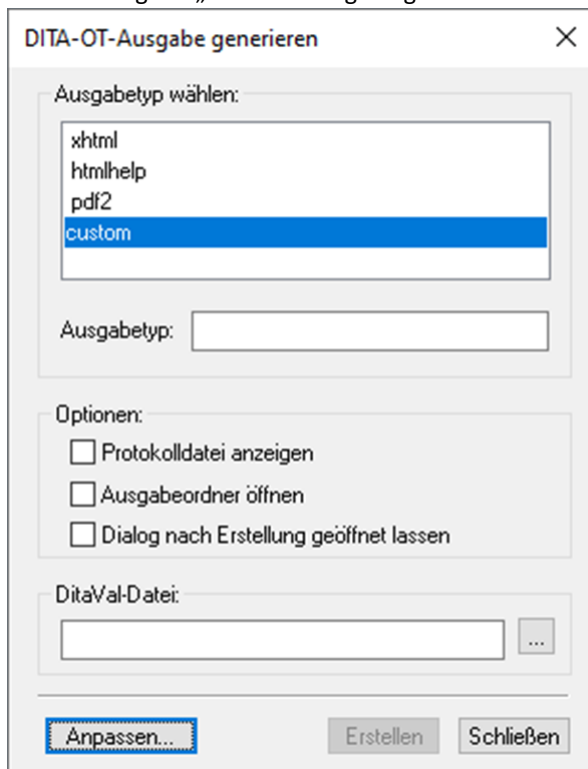 DITA-OT-Ausgabe generieren
Ausgabetyp wählen:
xhtml
htmlhelp
pdf2
custom
Ausgabetyp:
Optionen:
Protokolldatei anzeigen
Ausgabeordner öffnen
Dialog nach Erstellung geöffnet lassen
DitaVal-Datei:
...
Anpassen... Erstellen Schließen